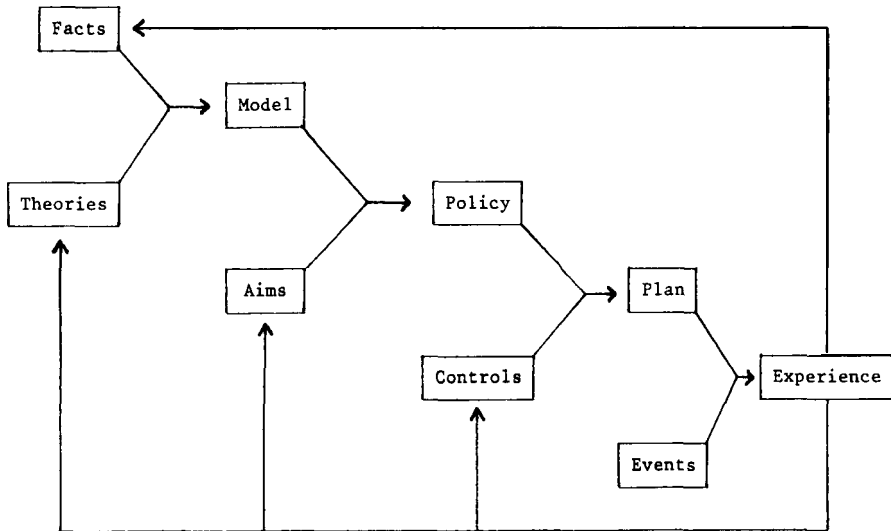 Facts
Model
Theories
Policy
Aims
Plan
Controls
Experience
Events